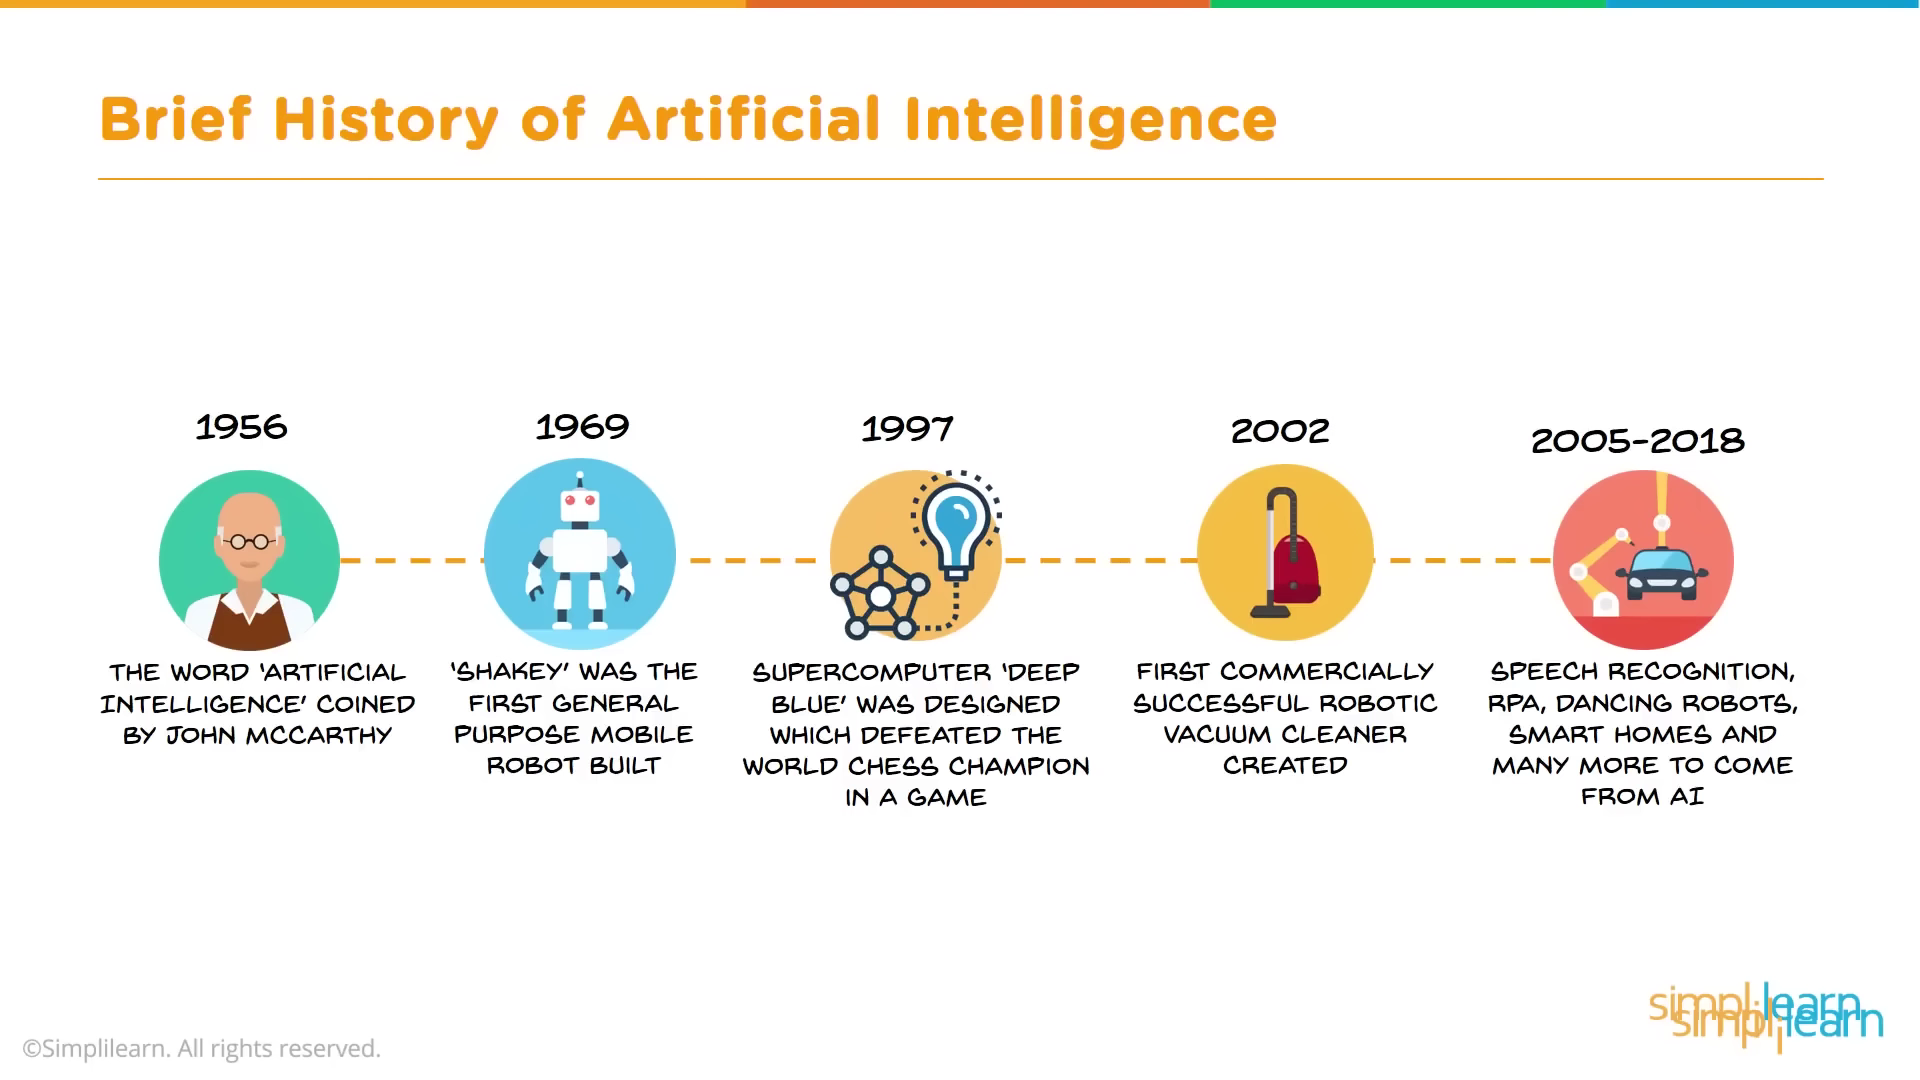 Brief History of Artificial Intelligence
1956
THE WORD 'ARTIFICIAL
INTELLIGENCE' COINED
BY JOHN MCCARTHY
1969
'SHAKEY' WAS THE
FIRST GENERAL
PURPOSE MOBILE
ROBOT BUILT
1997
SUPERCOMPUTER 'DEEP
BLUE' WAS DESIGNED
WHICH DEFEATED THE
WORLD CHESS CHAMPION
IN A GAME
2002
FIRST COMMERCIALLY
SUCCESSFUL ROBOTIC
VACUUM CLEANER
CREATED
2005-2018
SPEECH RECOGNITION,
RPA, DANCING ROBOTS,
SMART HOMES AND
MANY MORE TO COME
FROM AI
simplilearn
simplilearn
©Simplilearn. All rights reserved.